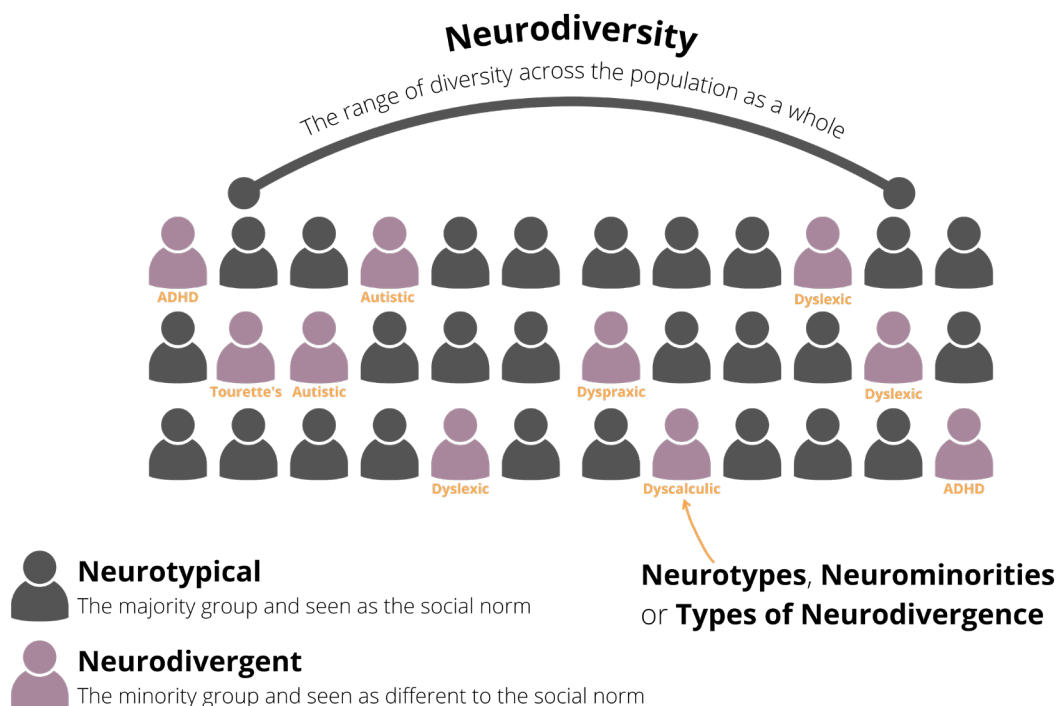 Neurodiversity
The range of diversity across the population as a whole
ADHD
Autistic
Dyslexic
Tourette's
Autistic
Dyspraxic
Dyslexic
Dyslexic
Dyscalculic
ADHD
Neurotypical
The majority group and seen as the social norm
Neurodivergent
The minority group and seen as different to the social norm
Neurotypes, Neurominorities
or Types of Neurodivergence